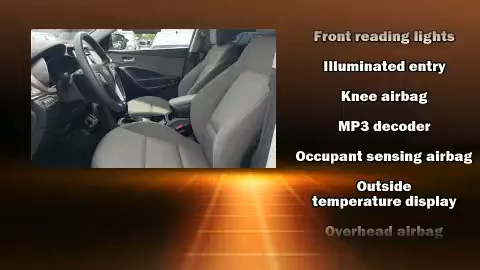 Front reading lights
Illuminated entry
Knee airbag
MP3 decoder
Occupant sensing airbag
Outside
temperature display
Overhead airbag